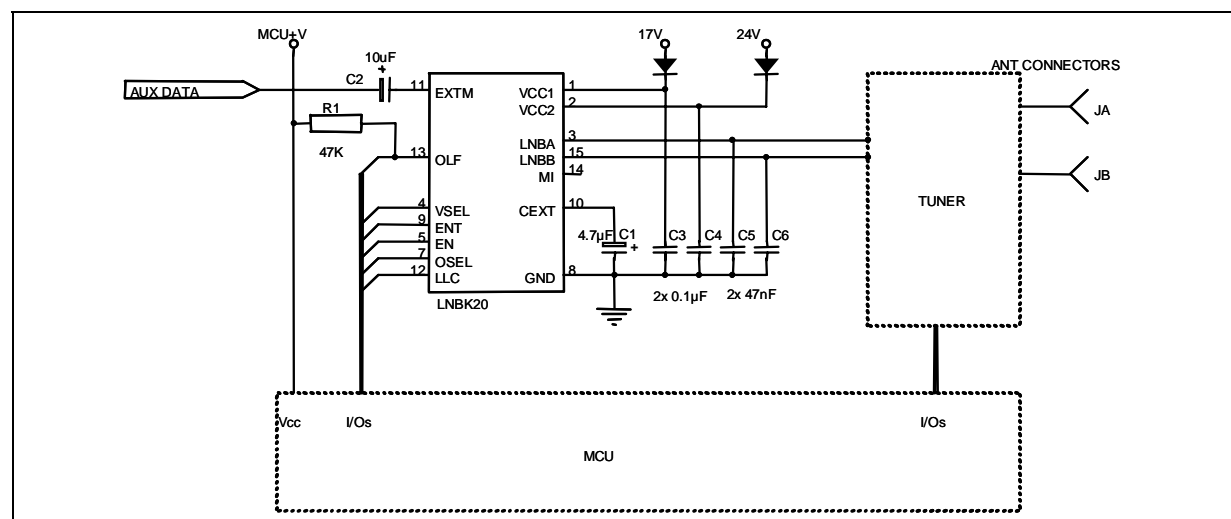 MCU+V
17V
24V
10uF
+
C2
ANT CONNECTORS
AUX DATA
11
EXTM
VCC1
1
VCC2
2
JA
R1
47K
LNBA
3
13
OLF
LNBB
15
MI
14
JB
TUNER
4
VSEL
CEXT
10
9
ENT
4.7µF
C1
+
C3
C4
C5
C6
5
EN
7
OSEL
12
LLC
GND
8
LNBK20
2x 0.1µF
2x 47nF
Vcc
I/Os
I/Os
MCU